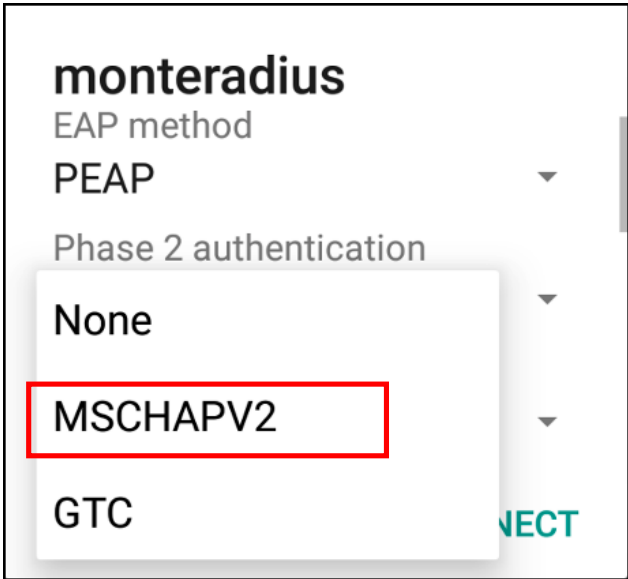 monteradius
EAP method
PEAP
Phase 2 authentication
None
MSCHAPV2
GTC
NECT